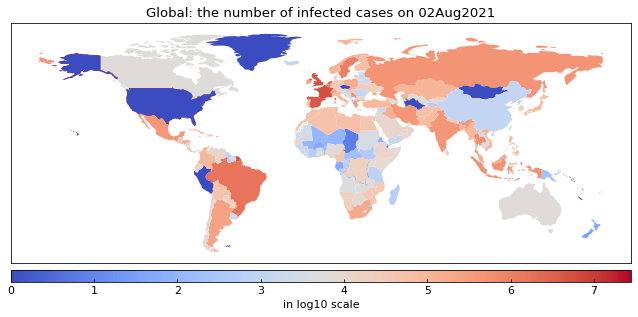 Global: the number of infected cases on 02Aug2021
0 1 2 3 4 5 6 7
in log10 scale